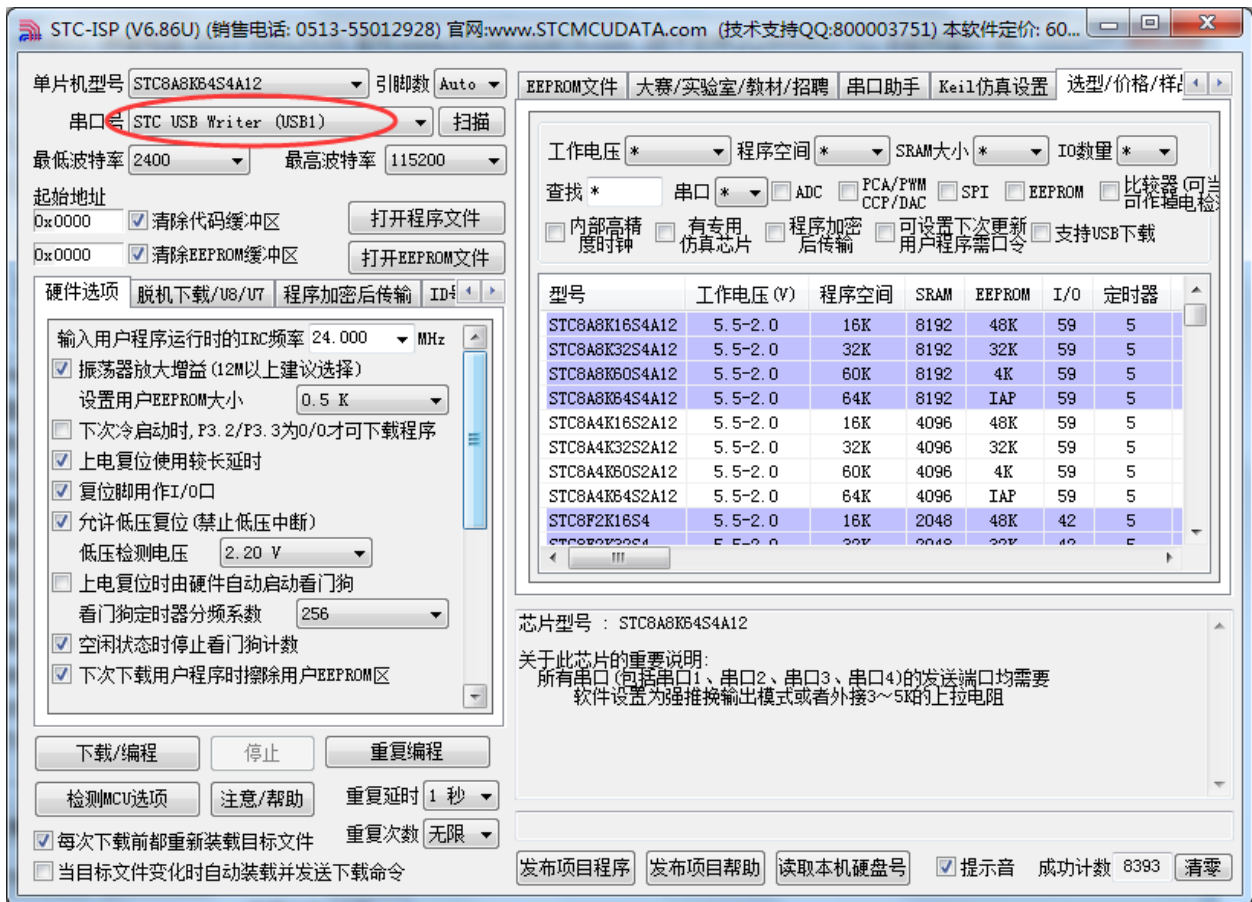 STC-ISP (V6.86U) (销售电话: 0513-55012928) 官网:www.STCMCUDATA.com (技术支持QQ:800003751) 本软件定价: 60...
单片机型号 STC8A8K64S4A12 引脚数 Auto
串口号 STC USB Writer (USB1) 扫描
最低波特率 2400 最高波特率 115200
起始地址
0x0000 清除代码缓冲区 打开程序文件
0x0000 清除EEPROM缓冲区 打开EEPROM文件
硬件选项 脱机下载/U8/U7 程序加密后传输
输入用户程序运行时的IRC频率 24.000 MHz
振荡器放大增益(12M以上建议选择)
设置用户EEPROM大小 0.5 K
下次冷启动时,P3.2/P3.3为0/0才可下载程序
上电复位使用较长延时
复位脚用作I/O口
允许低压复位(禁止低压中断)
低压检测电压 2.20 V
上电复位时由硬件自动启动看门狗
看门狗定时器分频系数 256
空闲状态时停止看门狗计数
下次下载用户程序时擦除用户EEPROM区
下载/编程 停止 重复编程
检测MCU选项 注意/帮助 重复延时 1 秒
每次下载前都重新装载目标文件 重复次数 无限
当目标文件变化时自动装载并发送下载命令
EEPROM文件 大赛/实验室/教材/招聘 串口助手 Keil仿真设置 选型/价格/样
工作电压 * 程序空间 * SRAM大小 * IO数量 *
查找 * 串口 * ADC PCA/PWM CCP/DAC SPI EEPROM 比较器(可当
可作掉电检
内部高精度时钟 有专用仿真芯片 程序加密后传输 可设置下次更新用户程序需口令 支持USB下载
型号 工作电压(V) 程序空间 SRAM EEPROM I/O 定时器
STC8A8K16S4A12 5.5-2.0 16K 8192 48K 59 5
STC8A8K32S4A12 5.5-2.0 32K 8192 32K 59 5
STC8A8K60S4A12 5.5-2.0 60K 8192 4K 59 5
STC8A8K64S4A12 5.5-2.0 64K 8192 IAP 59 5
STC8A4K16S2A12 5.5-2.0 16K 4096 48K 59 5
STC8A4K32S2A12 5.5-2.0 32K 4096 32K 59 5
STC8A4K60S2A12 5.5-2.0 60K 4096 4K 59 5
STC8A4K64S2A12 5.5-2.0 64K 4096 IAP 59 5
STC8F2K16S4 5.5-2.0 16K 2048 48K 42 5
STC8F2K32S4 5.5-2.0 32K 2048 32K 42 5
芯片型号 : STC8A8K64S4A12
关于此芯片的重要说明:
所有串口(包括串口1、串口2、串口3、串口4)的发送端口均需要
软件设置为强推挽输出模式或者外接3～5K的上拉电阻
发布项目程序 发布项目帮助 读取本机硬盘号 提示音 成功计数 8393 清零